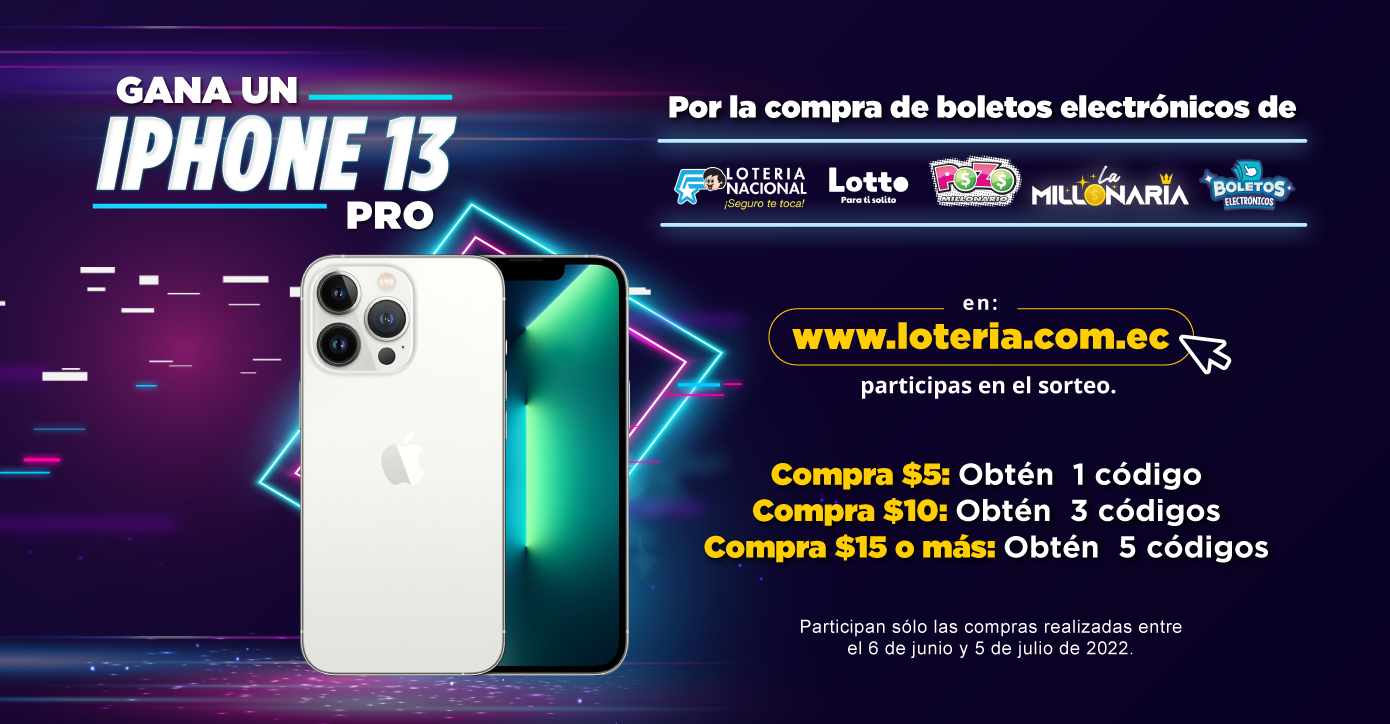 GANA UN
IPHONE 13
PRO
Por la compra de boletos electrónicos de
LOTERIA
NACIONAL
¡Seguro te toca!
Lotto
Para ti solito
POZO
MILLONARIO
La
MILLONARIA
BOLETOS
ELECTRÓNICOS
en:
www.loteria.com.ec
participas en el sorteo.
Compra $5: Obtén 1 código
Compra $10: Obtén 3 códigos
Compra $15 o más: Obtén 5 códigos
Participan sólo las compras realizadas entre
el 6 de junio y 5 de julio de 2022.